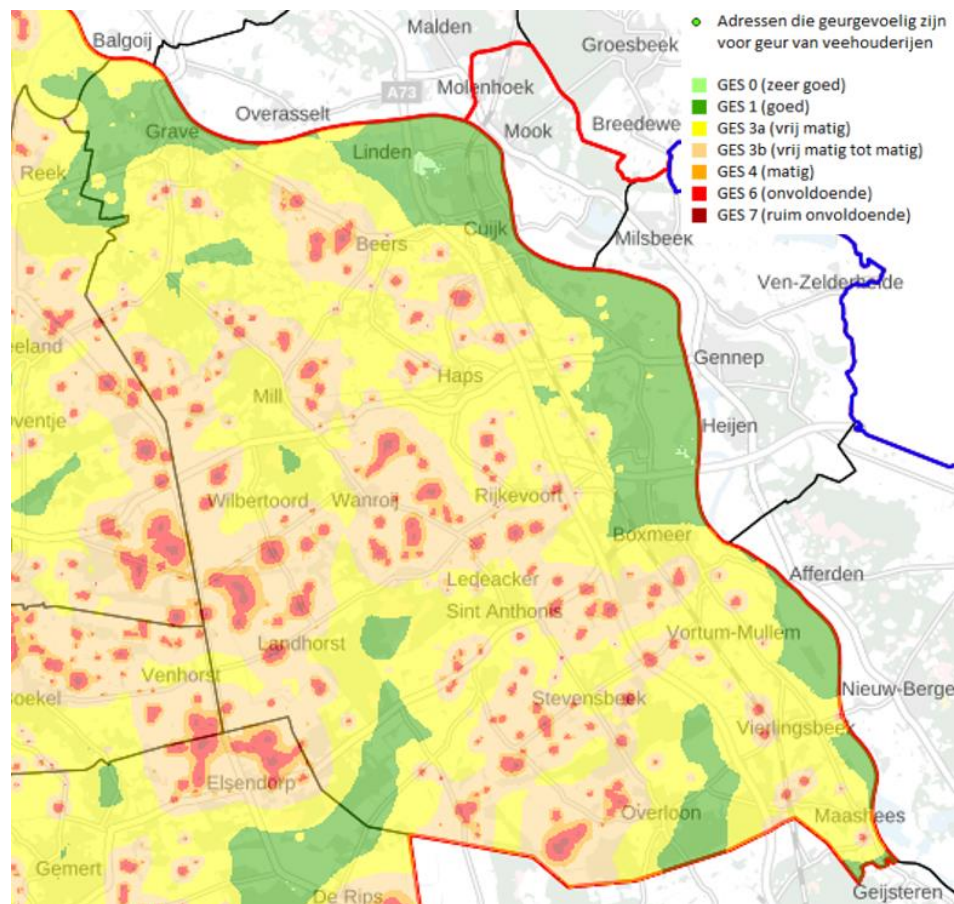 Balgoij
Malden
Groesbeek
Molenhoek
A73
Overasselt
Grave
Mook
Breedewe
Linden
Reek
Cuijk
Milsbeek
Beers
Ven-Zelderheide
eeland
Gennep
Haps
Mill
oventje
Heijen
Wilbertoord
Wanroij
Rijkevoort
Boxmeer
Ledeacker
Afferden
Sint Anthonis
Landhorst
Vortum-Mullem
Venhorst
Boekel
Stevensbeek
Nieuw-Berge
Vierlingsbeek
Elsendorp
Overloon
Maashees
Gemert
De Rips
Geijsteren
Adressen die geurgevoelig zijn
voor geur van veehouderijen
GES 0 (zeer goed)
GES 1 (goed)
GES 3a (vrij matig)
GES 3b (vrij matig tot matig)
GES 4 (matig)
GES 6 (onvoldoende)
GES 7 (ruim onvoldoende)